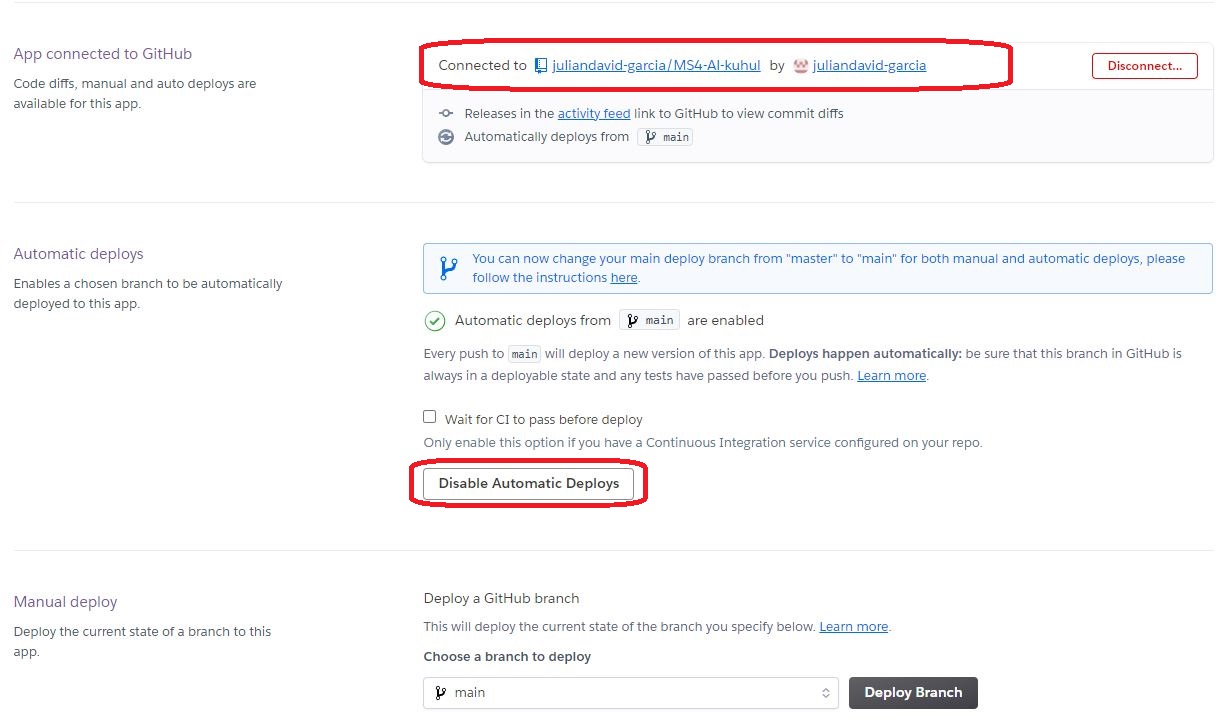 App connected to GitHub
Code diffs, manual and auto deploys are
available for this app.
Connected to juliandavid-garcia/MS4-Al-kuhul by juliandavid-garcia
Disconnect...
Releases in the activity feed link to GitHub to view commit diffs
Automatically deploys from main
Automatic deploys
Enables a chosen branch to be automatically
deployed to this app.
You can now change your main deploy branch from "master" to "main" for both manual and automatic deploys, please
follow the instructions here.
Automatic deploys from main are enabled
Every push to main will deploy a new version of this app. Deploys happen automatically: be sure that this branch in GitHub is
always in a deployable state and any tests have passed before you push. Learn more.
Wait for CI to pass before deploy
Only enable this option if you have a Continuous Integration service configured on your repo.
Disable Automatic Deploys
Manual deploy
Deploy the current state of a branch to this
app.
Deploy a GitHub branch
This will deploy the current state of the branch you specify below. Learn more.
Choose a branch to deploy
main
Deploy Branch